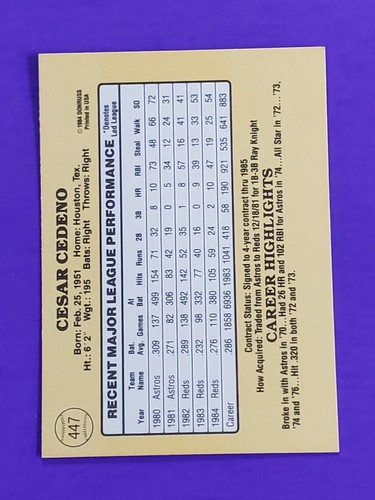 447
© 1984 DONRUSS
Printed in USA
CESAR CEDENO
Born: Feb. 25, 1951 Home: Houston, Tex.
Ht.: 6' 2" Wgt.: 195 Bats: Right Throws: Right
RECENT MAJOR LEAGUE PERFORMANCE
*Denotes
Led League
Year Team Name Bat. Avg. Games At Bat Hits Runs 2B 3B HR RBI Steal Walk SO
1980 Astros .309 137 499 154 71 32 8 10 73 48 66 72
1981 Astros .271 82 306 83 42 19 0 5 34 12 24 31
1982 Reds .289 138 492 142 52 35 1 8 57 16 41 41
1983 Reds .232 98 332 77 40 16 0 9 39 13 33 53
1984 Reds .276 110 380 105 59 24 2 10 47 19 25 54
Career .286 1858 6936 1983 1041 418 58 190 921 535 641 883
Contract Status: Signed to 4-year contract thru 1985
How Acquired: Traded from Astros to Reds 12/18/81 for 1B-3B Ray Knight
CAREER HIGHLIGHTS
Broke in with Astros in '70...Had 26 HR and 102 RBI for Astros in '74...All Star in '72...'73,
'74 and '76...Hit .320 in both '72 and '73.